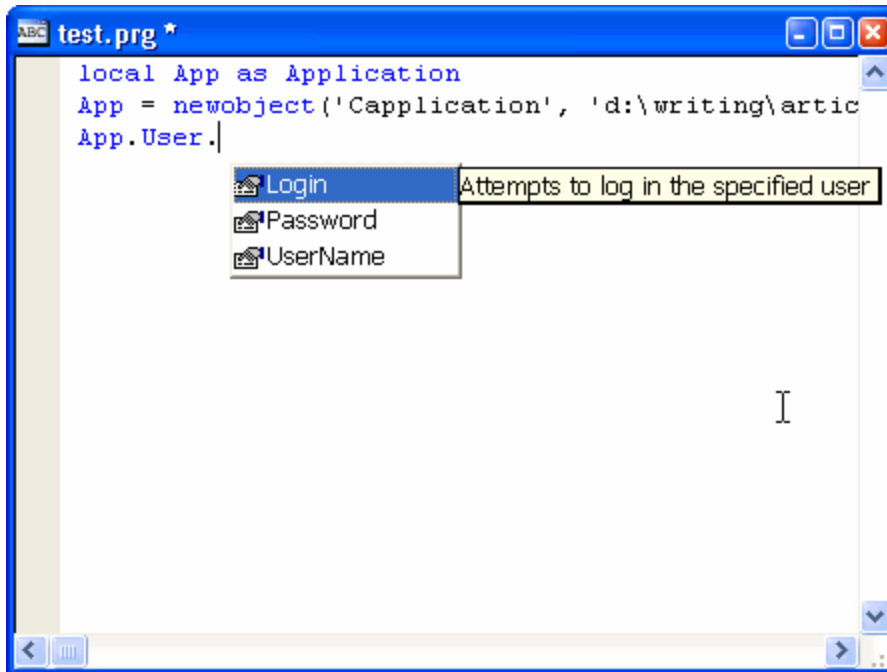 test.prg *
local App as Application
App = newobject('Capplication', 'd:\writing\artic
App.User.
Login Attempts to log in the specified user
Password
UserName